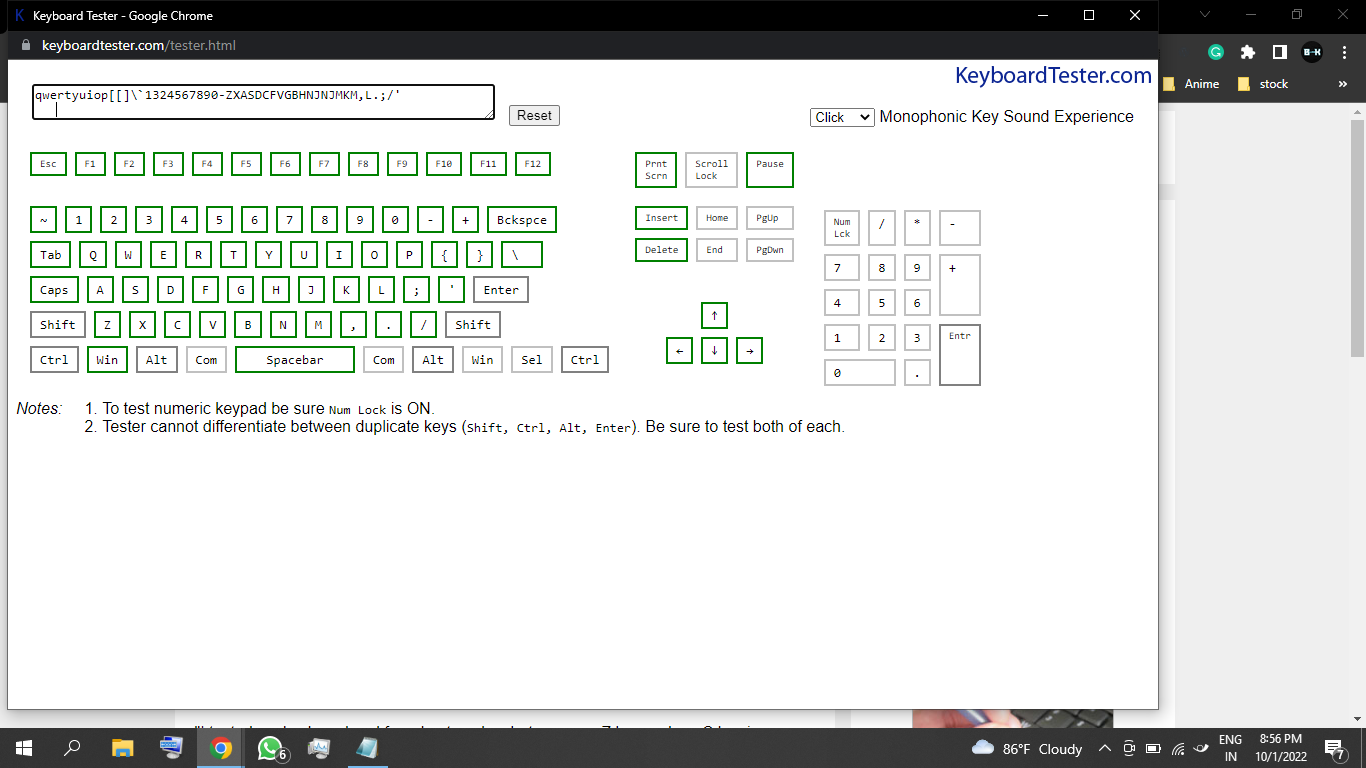 K Keyboard Tester - Google Chrome
keyboardtester.com/tester.html
KeyboardTester.com
qwertyuiop[[]\`1324567890-ZXASDCFVGBHNJNJMKM,L.;/'
Reset
Click Monophonic Key Sound Experience
Anime stock »
Esc F1 F2 F3 F4 F5 F6 F7 F8 F9 F10 F11 F12
Prnt Scrn
Scroll Lock
Pause
~ 1 2 3 4 5 6 7 8 9 0 - + Bckspce
Insert Home PgUp
Num Lck
/ * -
Tab Q W E R T Y U I O P { } \
Delete End PgDwn
7 8 9 +
Caps A S D F G H J K L ; ' Enter
4 5 6
Shift Z X C V B N M , . / Shift
↑
1 2 3 Entr
Ctrl Win Alt Com Spacebar Com Alt Win Sel Ctrl
← ↓ →
0 .
Notes: 1. To test numeric keypad be sure Num Lock is ON.
2. Tester cannot differentiate between duplicate keys (Shift, Ctrl, Alt, Enter). Be sure to test both of each.
6
86°F Cloudy
ENG
IN
8:56 PM
10/1/2022
7